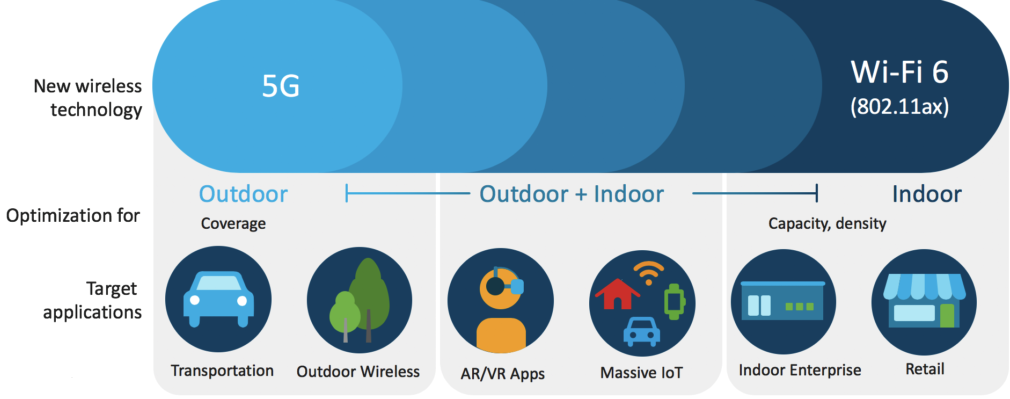 New wireless
technology
5G
Wi-Fi 6
(802.11ax)
Outdoor
Outdoor + Indoor
Indoor
Optimization for
Coverage
Capacity, density
Target
applications
Transportation
Outdoor Wireless
AR/VR Apps
Massive IoT
Indoor Enterprise
Retail